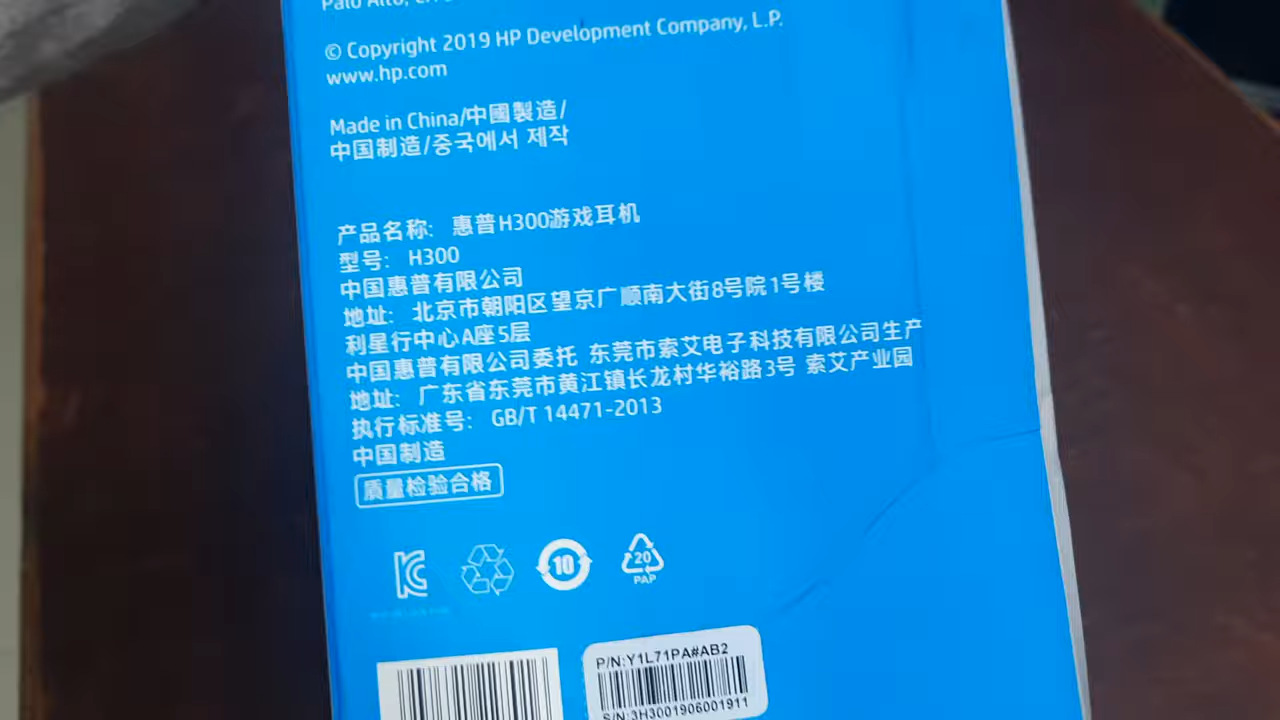 Palo Alto,
© Copyright 2019 HP Development Company, L.P.
www.hp.com
Made in China/中國製造/
中国制造/중국에서 제작
产品名称: 惠普H300游戏耳机
型号: H300
中国惠普有限公司
地址: 北京市朝阳区望京广顺南大街8号院1号楼
利星行中心A座5层
中国惠普有限公司委托 东莞市索艾电子科技有限公司生产
地址: 广东省东莞市黄江镇长龙村华裕路3号 索艾产业园
执行标准号: GB/T 14471-2013
中国制造
质量检验合格
10
20
PAP
P/N:Y1L71PA#AB2
S/N:3H3001906001911